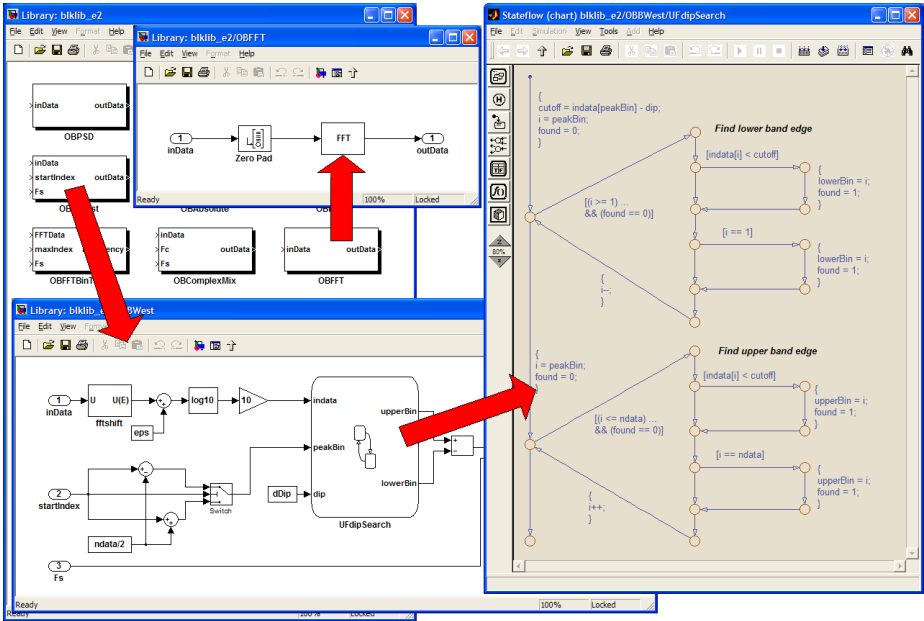 Library: blklib_e2
File Edit View Format Help
inData outData
OBPSD
inData
startIndex outData
Fs
FFTData
maxIndex
Fs
inData
Fc outData
Fs
OBComplexMix
inData outData
OBFFT
Library: blklib_e2/OBFFT
File Edit View Format Help
1
inData
Zero Pad
FFT
1
outData
Ready 100% Locked
Library: blklib_e2
File Edit View
1
inData
U U(E)
fftshift
eps
log10
10
indata
upperBin
peakBin
lowerBin
dDip
dip
UFdipSearch
2
startIndex
Switch
ndata/2
3
Fs
Ready 100% Locked
Ready 100% Locked
Stateflow (chart) blklib_e2/OBBWest/UFdipSearch
File Edit Simulation View Tools Add Help
80%
{
cutoff = indata[peakBin] - dip;
i = peakBin;
found = 0;
}
Find lower band edge
[indata[i] < cutoff]
{
lowerBin = i;
found = 1;
}
[(i >= 1) ...
&& (found == 0)]
[i == 1]
{
lowerBin = i;
found = 1;
}
{
i--;
}
{
i = peakBin;
found = 0;
}
Find upper band edge
[indata[i] < cutoff]
{
upperBin = i;
found = 1;
}
[(i <= ndata) ...
&& (found == 0)]
[i == ndata]
{
upperBin = i;
found = 1;
}
{
i++;
}